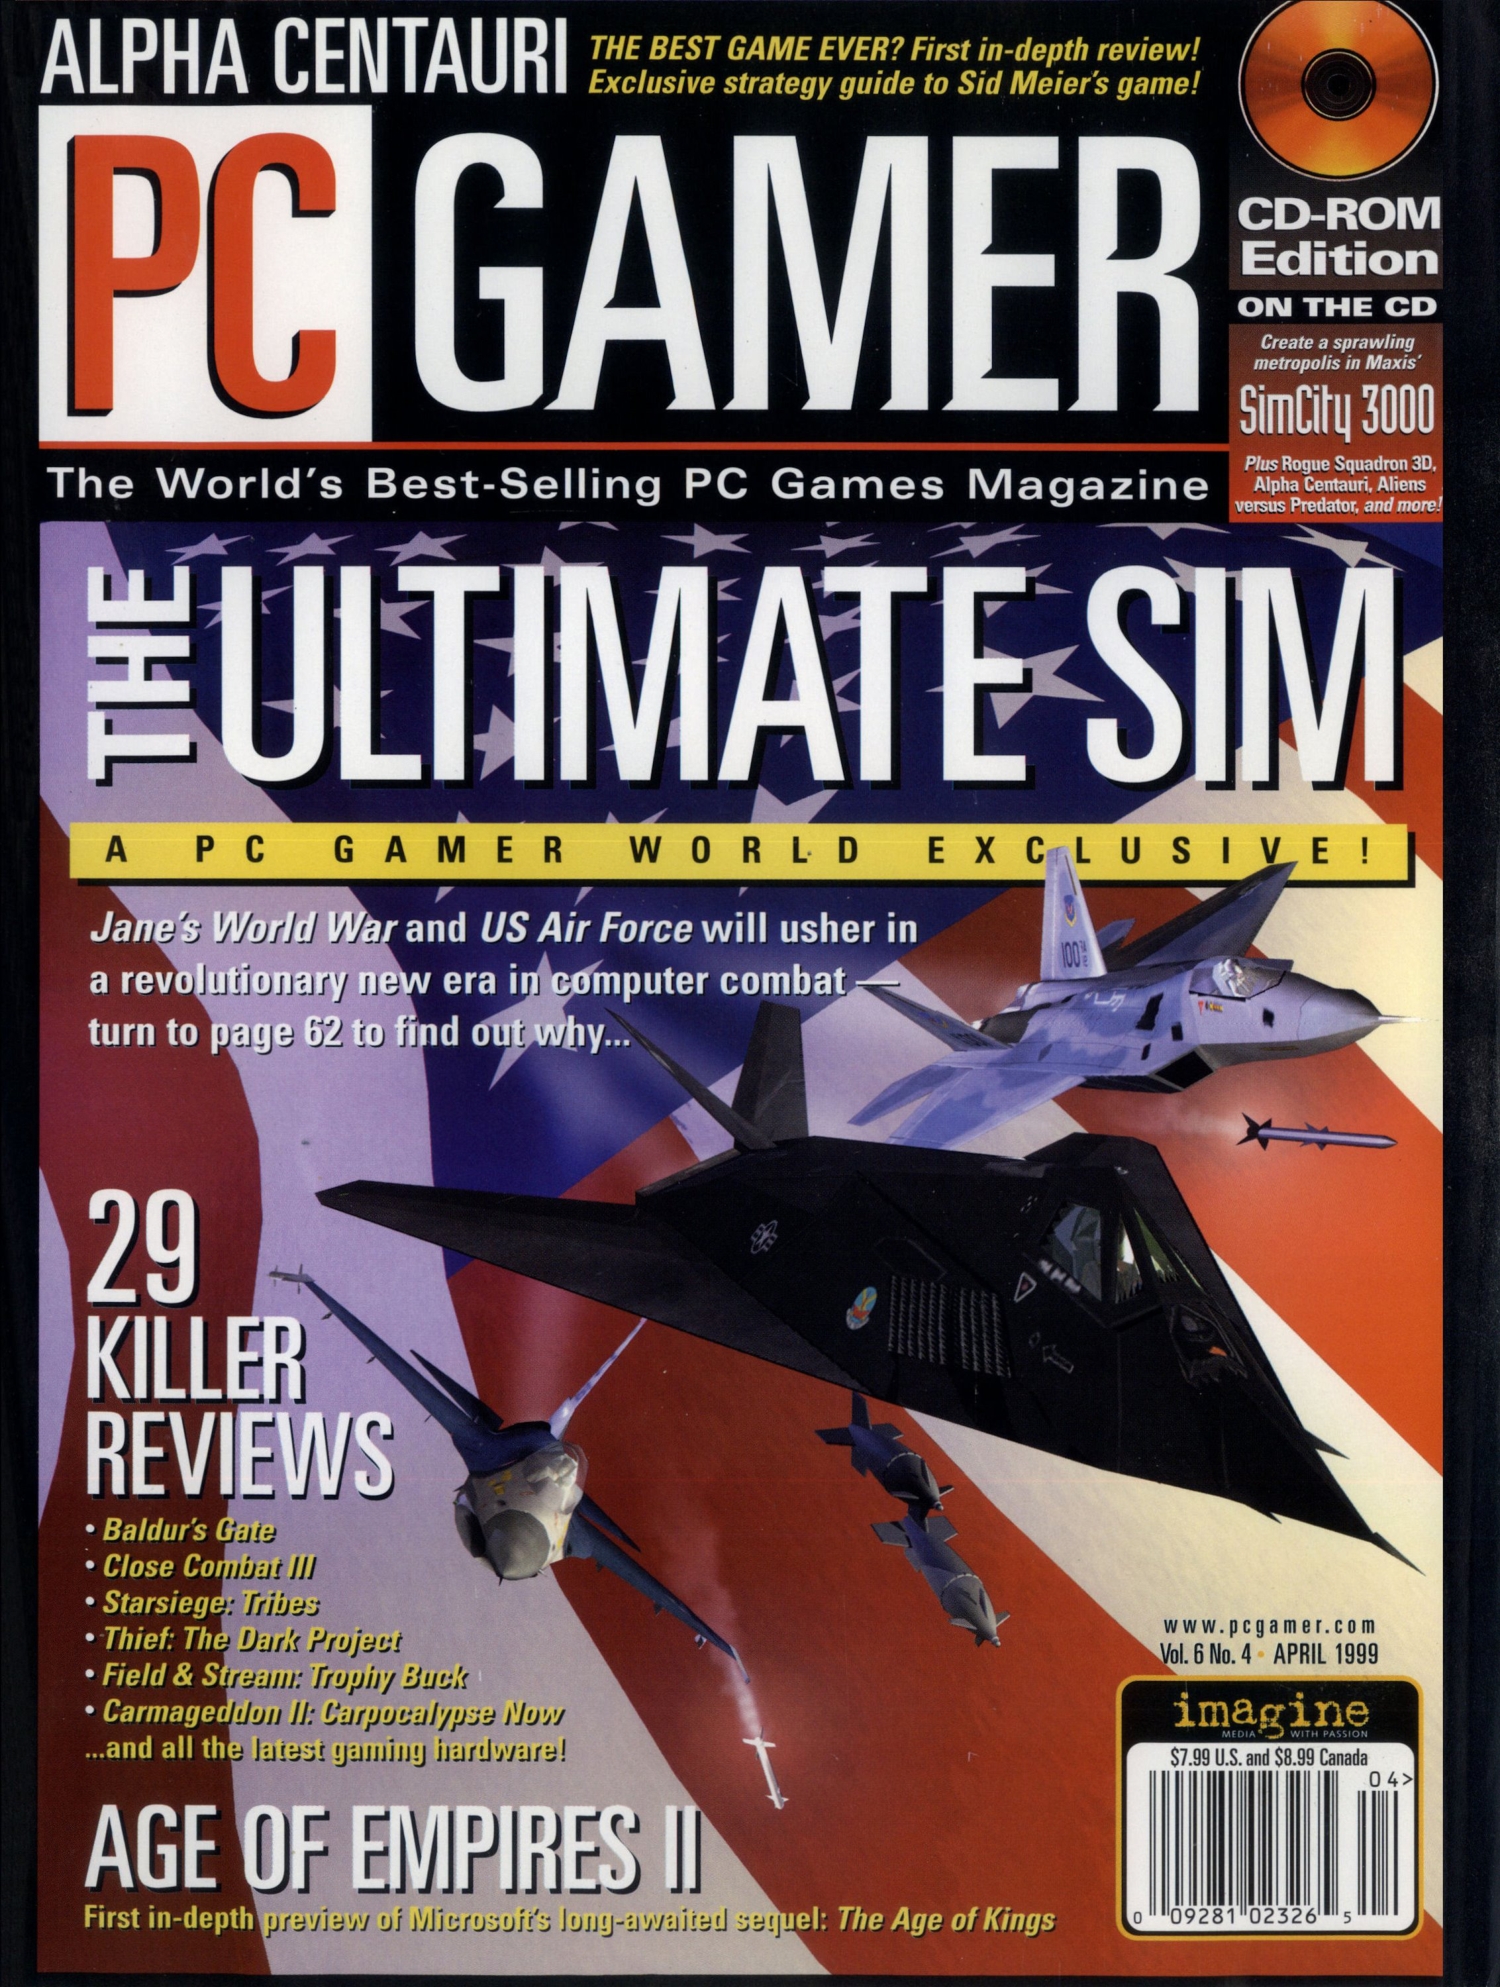 ALPHA CENTAURI
THE BEST GAME EVER? First in-depth review!
Exclusive strategy guide to Sid Meier's game!
PC GAMER
The World's Best-Selling PC Games Magazine
CD-ROM
Edition
ON THE CD
Create a sprawling
metropolis in Maxis'
SimCity 3000
Plus Rogue Squadron 3D,
Alpha Centauri, Aliens
versus Predator, and more!
THE ULTIMATE SIM
A PC GAMER WORLD EXCLUSIVE!
Jane's World War and US Air Force will usher in
a revolutionary new era in computer combat —
turn to page 62 to find out why...
100
29
KILLER
REVIEWS
• Baldur's Gate
• Close Combat III
• Starsiege: Tribes
• Thief: The Dark Project
• Field & Stream: Trophy Buck
• Carmageddon II: Carpocalypse Now
...and all the latest gaming hardware!
AGE OF EMPIRES II
First in-depth preview of Microsoft's long-awaited sequel: The Age of Kings
www.pcgamer.com
Vol. 6 No. 4 • APRIL 1999
imagine
MEDIA WITH PASSION
$7.99 U.S. and $8.99 Canada
04>
0 09281 02326 5